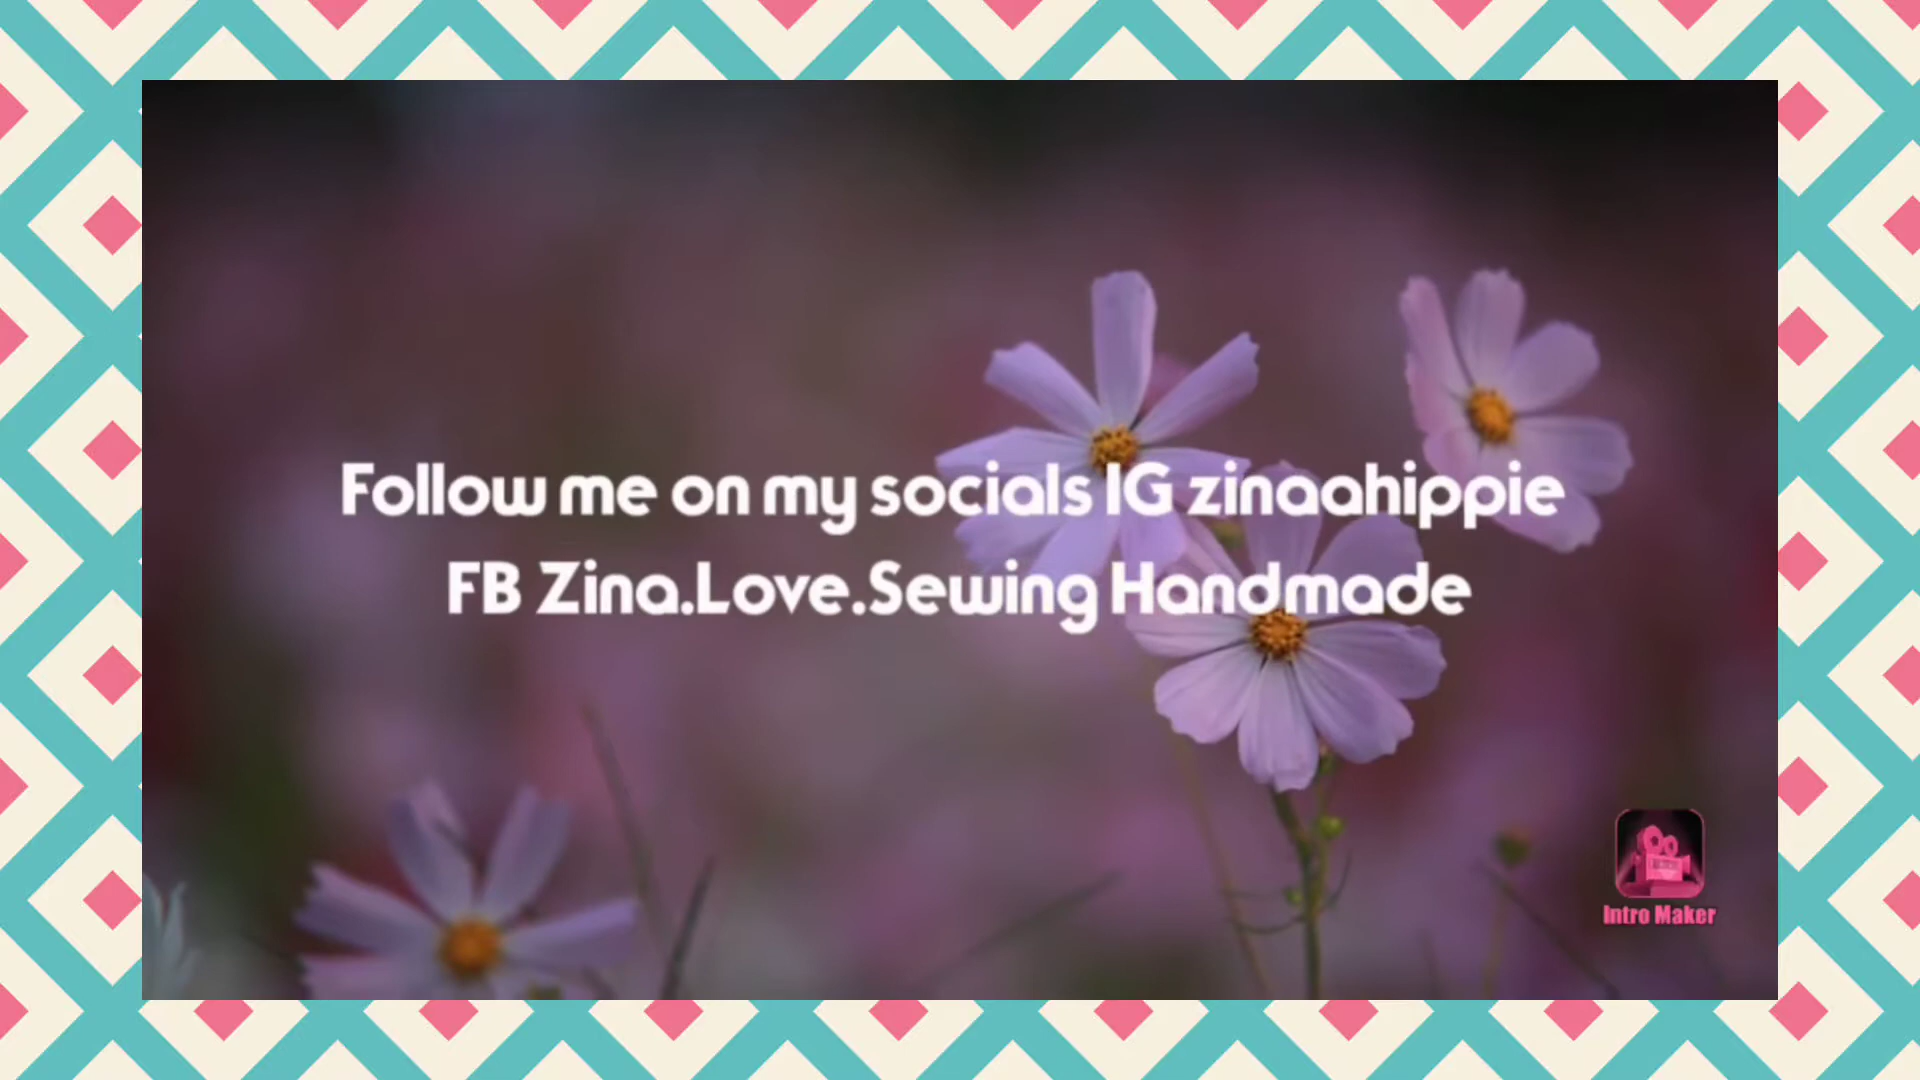 Follow me on my socials IG zinaahippie
FB Zina.Love.Sewing Handmade
Intro Maker